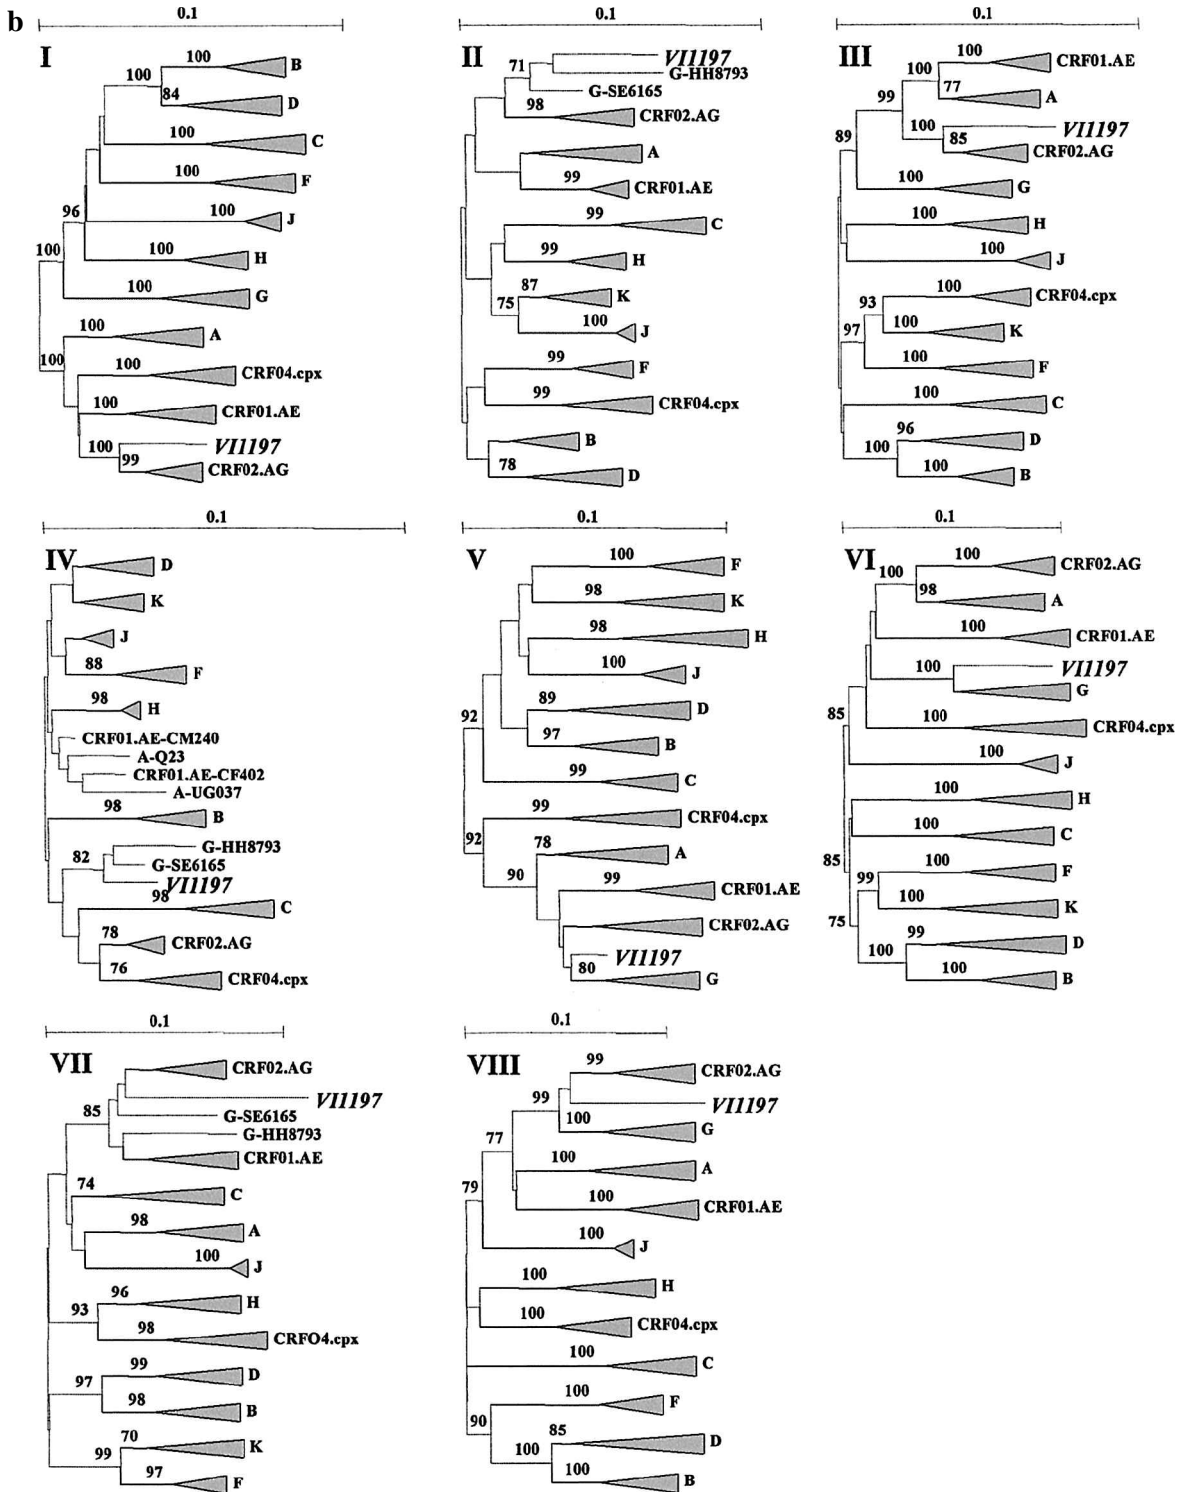 b
0.1
I
100
B
100
84
D
100
C
100
F
96
100
J
100
100
H
100
G
100
A
100
100
CRF04.cpx
100
CRF01.AE
100
VI1197
99
CRF02.AG
0.1
II
71
VI1197
G-HH8793
G-SE6165
98
CRF02.AG
A
99
CRF01.AE
99
C
99
H
87
K
75
100
J
99
F
99
CRF04.cpx
B
78
D
0.1
III
100
CRF01.AE
100
77
A
99
100
VI1197
89
85
CRF02.AG
100
G
100
H
100
J
93
100
CRF04.cpx
97
100
K
100
F
100
C
96
D
100
100
B
0.1
IV
D
K
J
88
F
98
H
CRF01.AE-CM240
A-Q23
CRF01.AE-CF402
A-UG037
98
B
G-HH8793
82
G-SE6165
VI1197
98
C
78
CRF02.AG
76
CRF04.cpx
0.1
V
100
F
98
K
98
H
100
J
89
D
92
97
B
99
C
99
CRF04.cpx
92
78
A
90
99
CRF01.AE
CRF02.AG
VI1197
80
G
0.1
VI
100
CRF02.AG
100
98
A
100
CRF01.AE
100
VI1197
G
85
100
CRF04.cpx
100
J
100
H
100
C
85
100
F
99
100
K
75
99
D
100
100
B
0.1
VII
CRF02.AG
VI1197
85
G-SE6165
G-HH8793
CRF01.AE
74
C
98
A
100
J
96
H
93
98
CRFO4.cpx
99
D
97
98
B
70
K
99
97
F
0.1
VIII
99
CRF02.AG
99
VI1197
100
G
77
100
A
79
100
CRF01.AE
100
J
100
H
100
CRF04.cpx
100
C
100
F
90
85
D
100
100
B